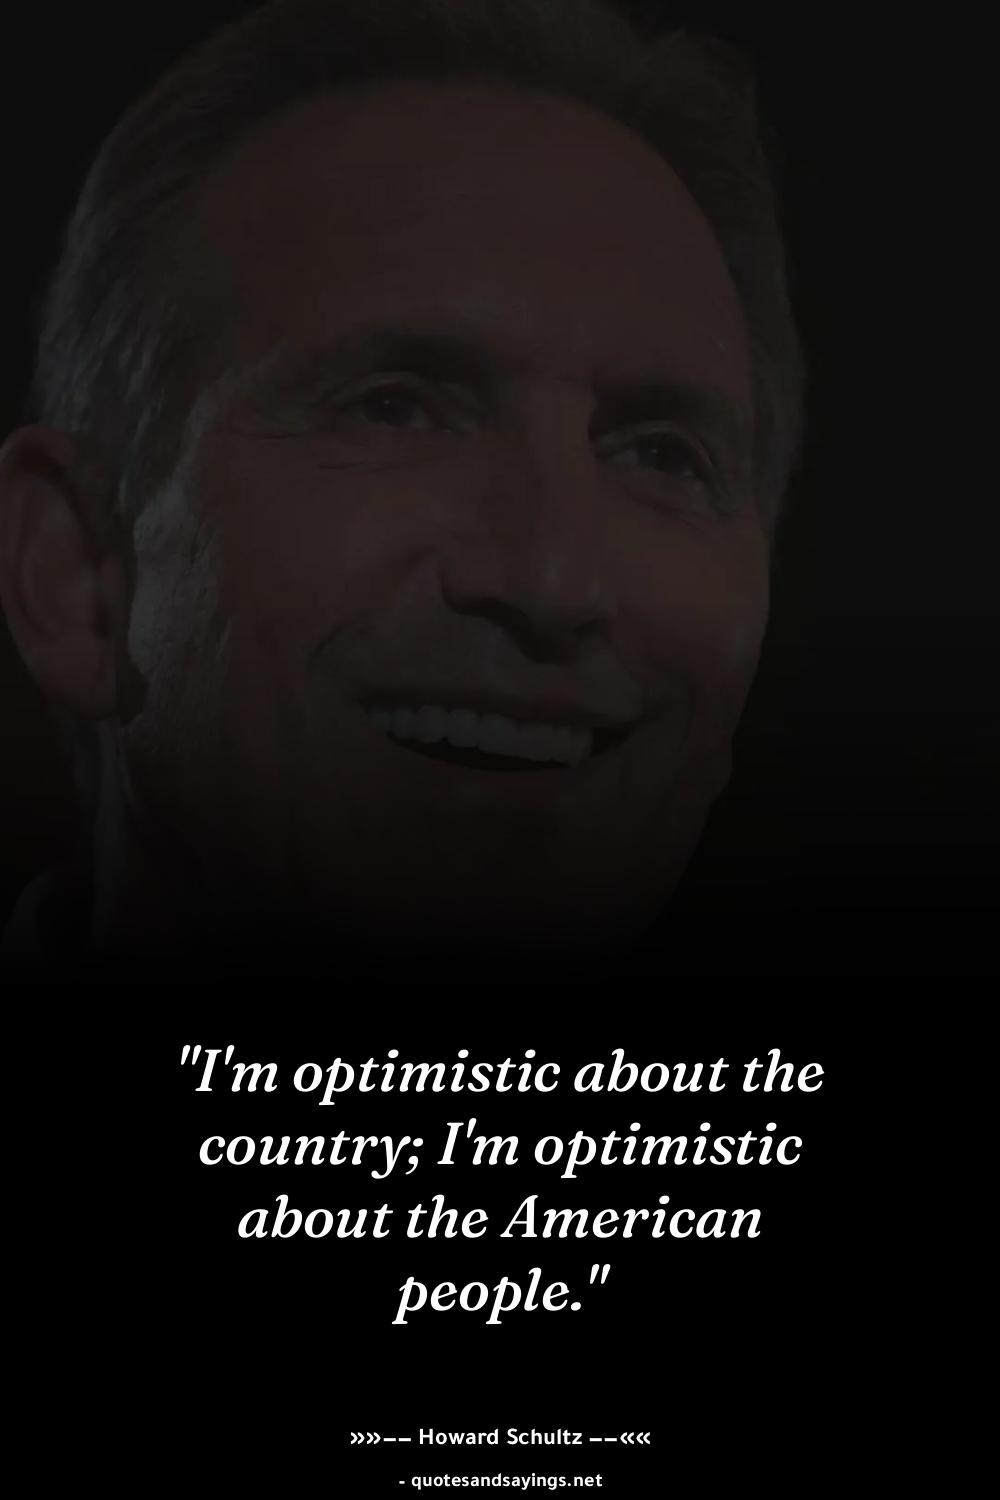 "I'm optimistic about the
country; I'm optimistic
about the American
people."
»»–– Howard Schultz ––««
- quotesandsayings.net